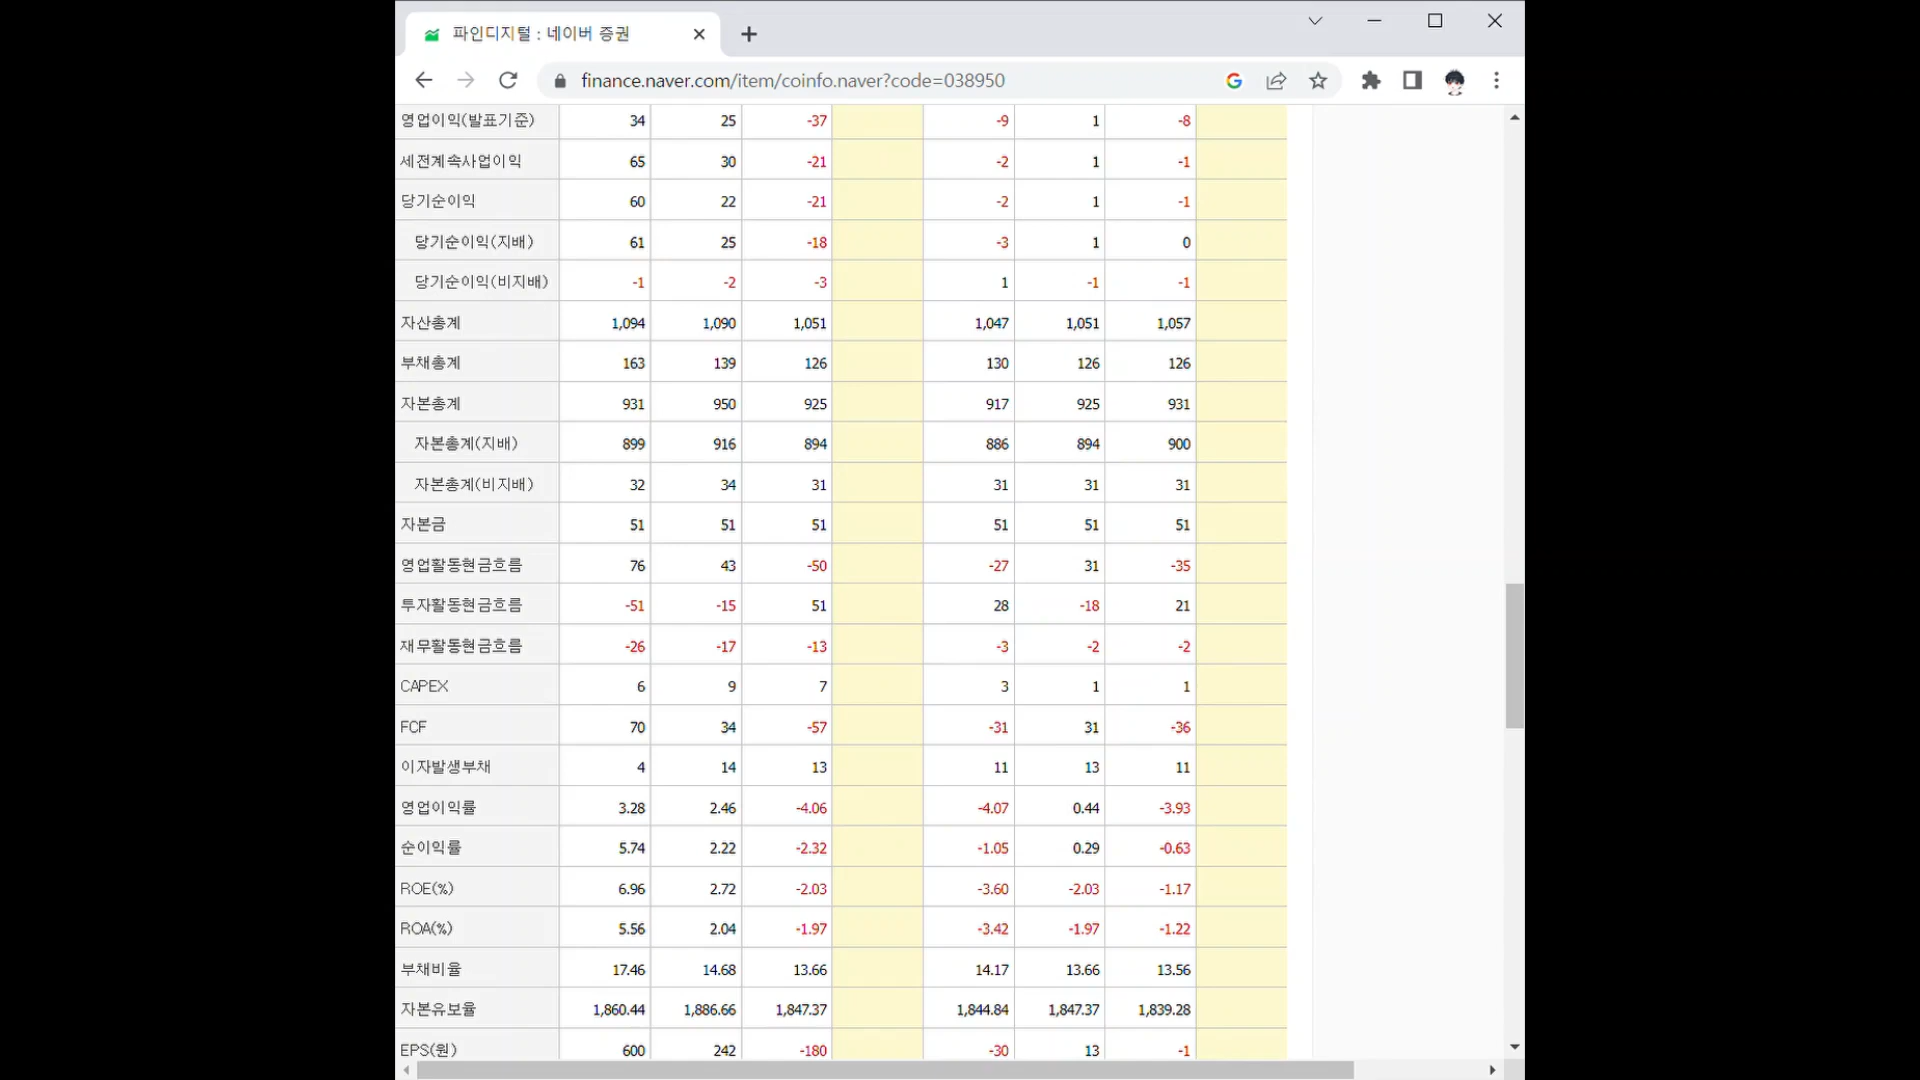 파인디지털 : 네이버 증권
finance.naver.com/item/coinfo.naver?code=038950
영업이익(발표기준) 34 25 -37 -9 1 -8
세전계속사업이익 65 30 -21 -2 1 -1
당기순이익 60 22 -21 -2 1 -1
당기순이익(지배) 61 25 -18 -3 1 0
당기순이익(비지배) -1 -2 -3 1 -1 -1
자산총계 1,094 1,090 1,051 1,047 1,051 1,057
부채총계 163 139 126 130 126 126
자본총계 931 950 925 917 925 931
자본총계(지배) 899 916 894 886 894 900
자본총계(비지배) 32 34 31 31 31 31
자본금 51 51 51 51 51 51
영업활동현금흐름 76 43 -50 -27 31 -35
투자활동현금흐름 -51 -15 51 28 -18 21
재무활동현금흐름 -26 -17 -13 -3 -2 -2
CAPEX 6 9 7 3 1 1
FCF 70 34 -57 -31 31 -36
이자발생부채 4 14 13 11 13 11
영업이익률 3.28 2.46 -4.06 -4.07 0.44 -3.93
순이익률 5.74 2.22 -2.32 -1.05 0.29 -0.63
ROE(%) 6.96 2.72 -2.03 -3.60 -2.03 -1.17
ROA(%) 5.56 2.04 -1.97 -3.42 -1.97 -1.22
부채비율 17.46 14.68 13.66 14.17 13.66 13.56
자본유보율 1,860.44 1,886.66 1,847.37 1,844.84 1,847.37 1,839.28
EPS(원) 600 242 -180 -30 13 -1